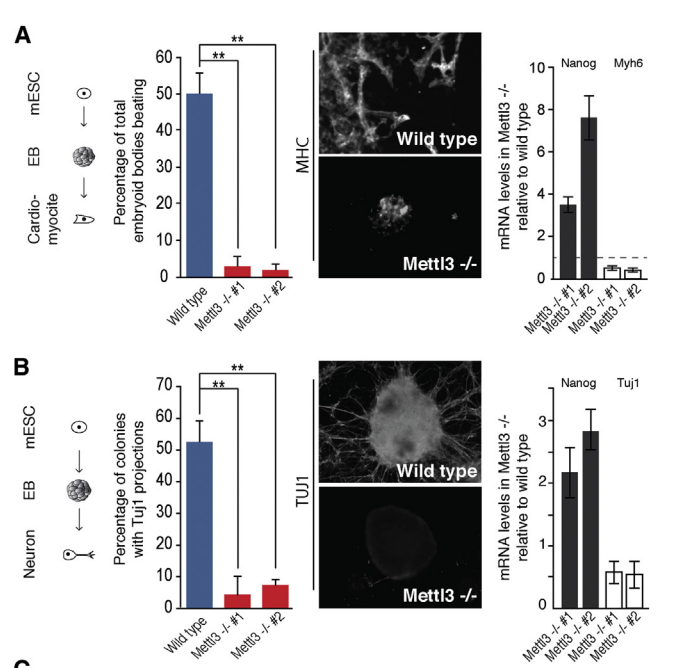 A
mESC
EB
Cardio-
myocite
Percentage of total
embryoid bodies beating
60
50
40
30
20
10
0
**
**
Wild type
Mettl3 -/- #1
Mettl3 -/- #2
MHC
Wild type
Mettl3 -/-
mRNA levels in Mettl3 -/-
relative to wild type
10
8
6
4
2
0
Nanog Myh6
Mettl3 -/- #1
Mettl3 -/- #2
Mettl3 -/- #1
Mettl3 -/- #2
B
mESC
EB
Neuron
Percentage of colonies
with Tuj1 projections
70
60
50
40
30
20
10
0
**
**
Wild type
Mettl3 -/- #1
Mettl3 -/- #2
TUJ1
Wild type
Mettl3 -/-
mRNA levels in Mettl3 -/-
relative to wild type
3
2
1
0
Nanog Tuj1
Mettl3 -/- #1
Mettl3 -/- #2
Mettl3 -/- #1
Mettl3 -/- #2